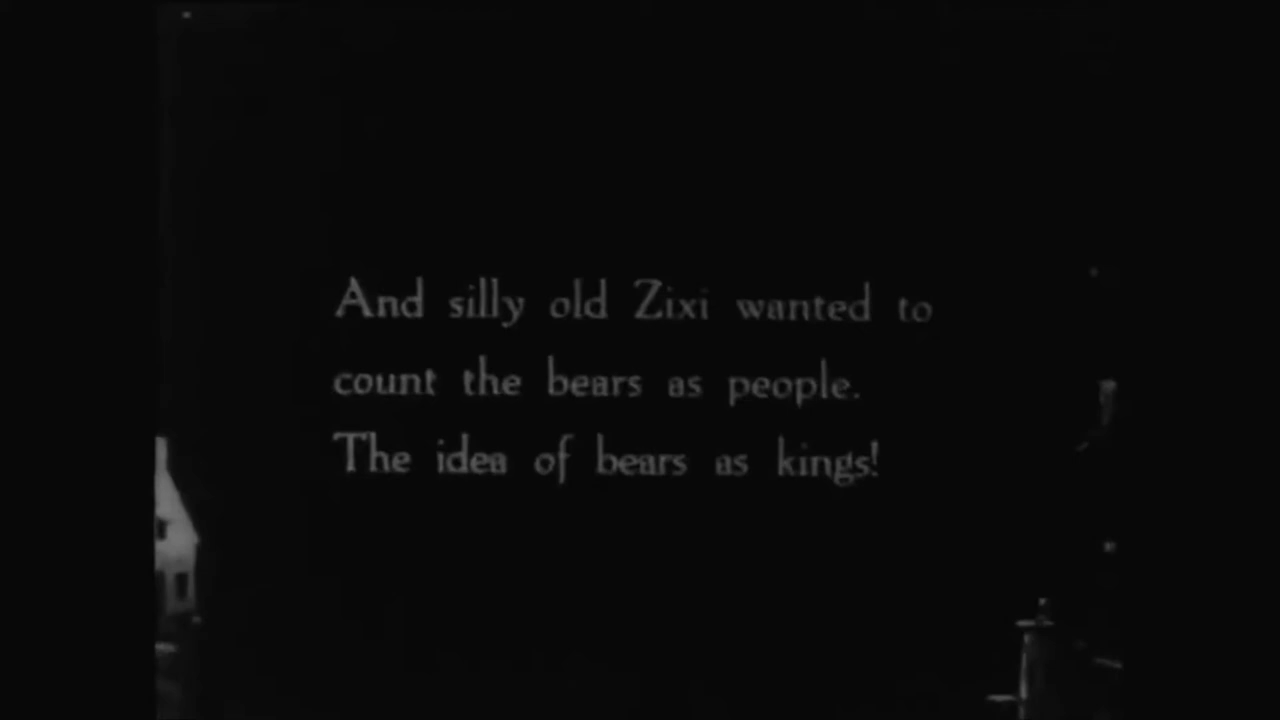 And silly old Zixi wanted to
count the bears as people.
The idea of bears as kings!